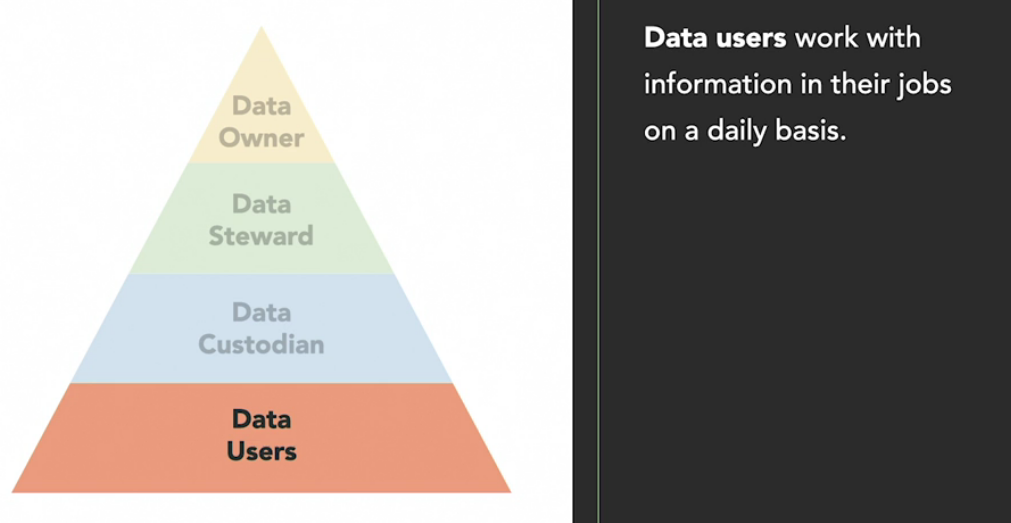 Data
Owner
Data
Steward
Data
Custodian
Data
Users
Data users work with
information in their jobs
on a daily basis.